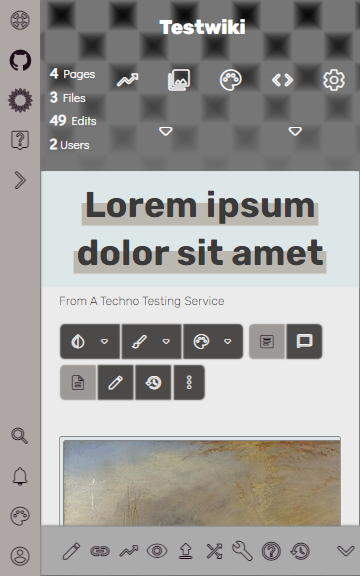 Testwiki
4 Pages
3 Files
49 Edits
2 Users
Lorem ipsum
dolor sit amet
From A Techno Testing Service